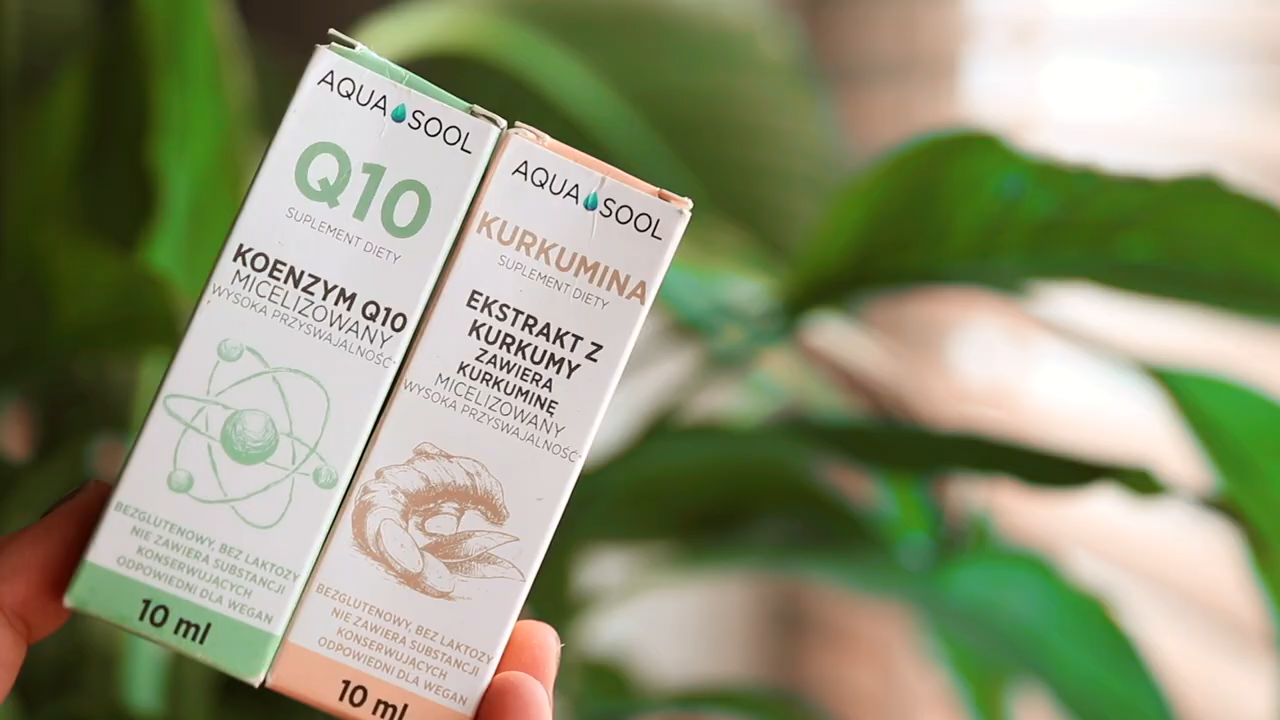 AQUA SOOL
Q10
SUPLEMENT DIETY
KOENZYM Q10
MICELIZOWANY
WYSOKA PRZYSWAJALNOŚĆ*
BEZGLUTENOWY, BEZ LAKTOZY
NIE ZAWIERA SUBSTANCJI
KONSERWUJĄCYCH
ODPOWIEDNI DLA WEGAN
10 ml
AQUA SOOL
KURKUMINA
SUPLEMENT DIETY
EKSTRAKT Z
KURKUMY
ZAWIERA
KURKUMINĘ
MICELIZOWANY
WYSOKA PRZYSWAJALNOŚĆ*
BEZGLUTENOWY, BEZ LAKTOZY
NIE ZAWIERA SUBSTANCJI
KONSERWUJĄCYCH
ODPOWIEDNI DLA WEGAN
10 ml